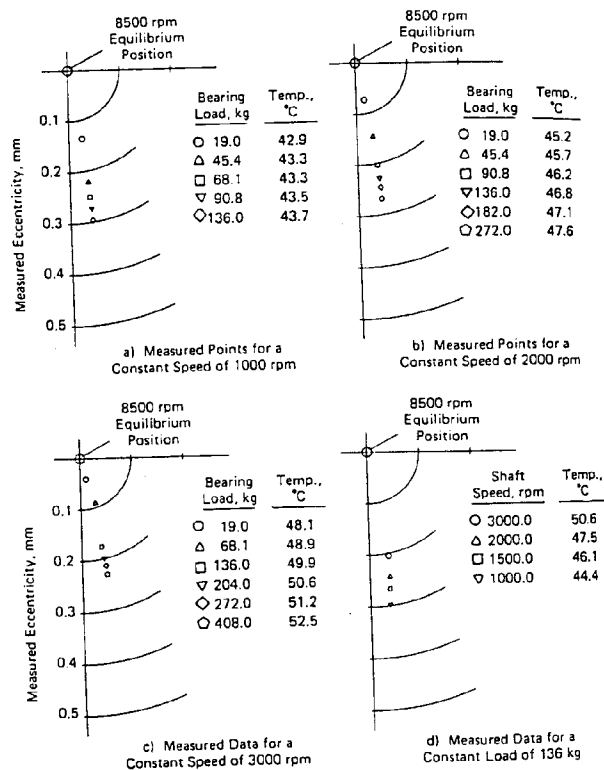 8500 rpm
Equilibrium
Position
Measured Eccentricity, mm
0.1
0.2
0.3
0.4
0.5
Bearing Load, kg Temp., °C
19.0 42.9
45.4 43.3
68.1 43.3
90.8 43.5
136.0 43.7
a) Measured Points for a
Constant Speed of 1000 rpm
8500 rpm
Equilibrium
Position
Bearing Load, kg Temp., °C
19.0 45.2
45.4 45.7
90.8 46.2
136.0 46.8
182.0 47.1
272.0 47.6
b) Measured Points for a
Constant Speed of 2000 rpm
8500 rpm
Equilibrium
Position
Measured Eccentricity, mm
0.1
0.2
0.3
0.4
0.5
Bearing Load, kg Temp., °C
19.0 48.1
68.1 48.9
136.0 49.9
204.0 50.6
272.0 51.2
408.0 52.5
c) Measured Data for a
Constant Speed of 3000 rpm
8500 rpm
Equilibrium
Position
Shaft Speed, rpm Temp., °C
3000.0 50.6
2000.0 47.5
1500.0 46.1
1000.0 44.4
d) Measured Data for a
Constant Load of 136 kg